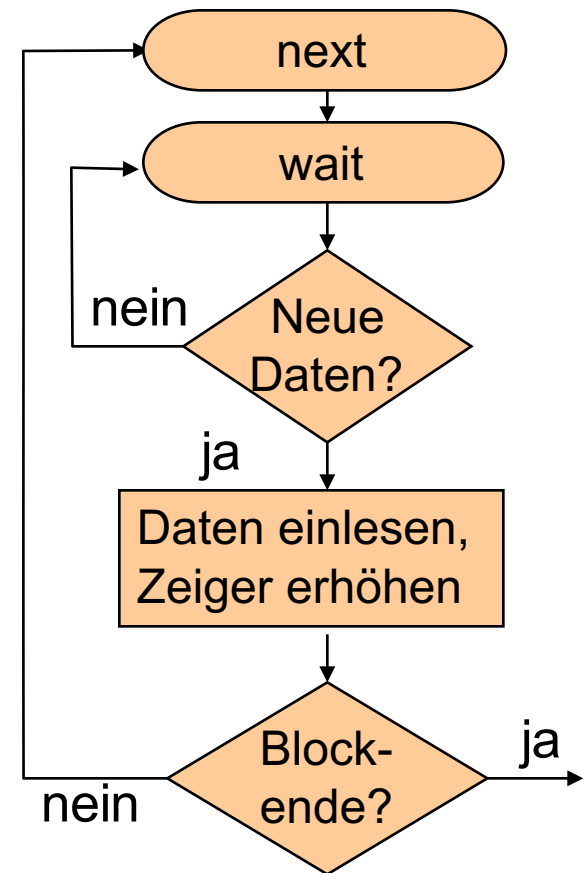 next
wait
nein
Neue
Daten?
ja
Daten einlesen,
Zeiger erhöhen
Block-
ende?
ja
nein